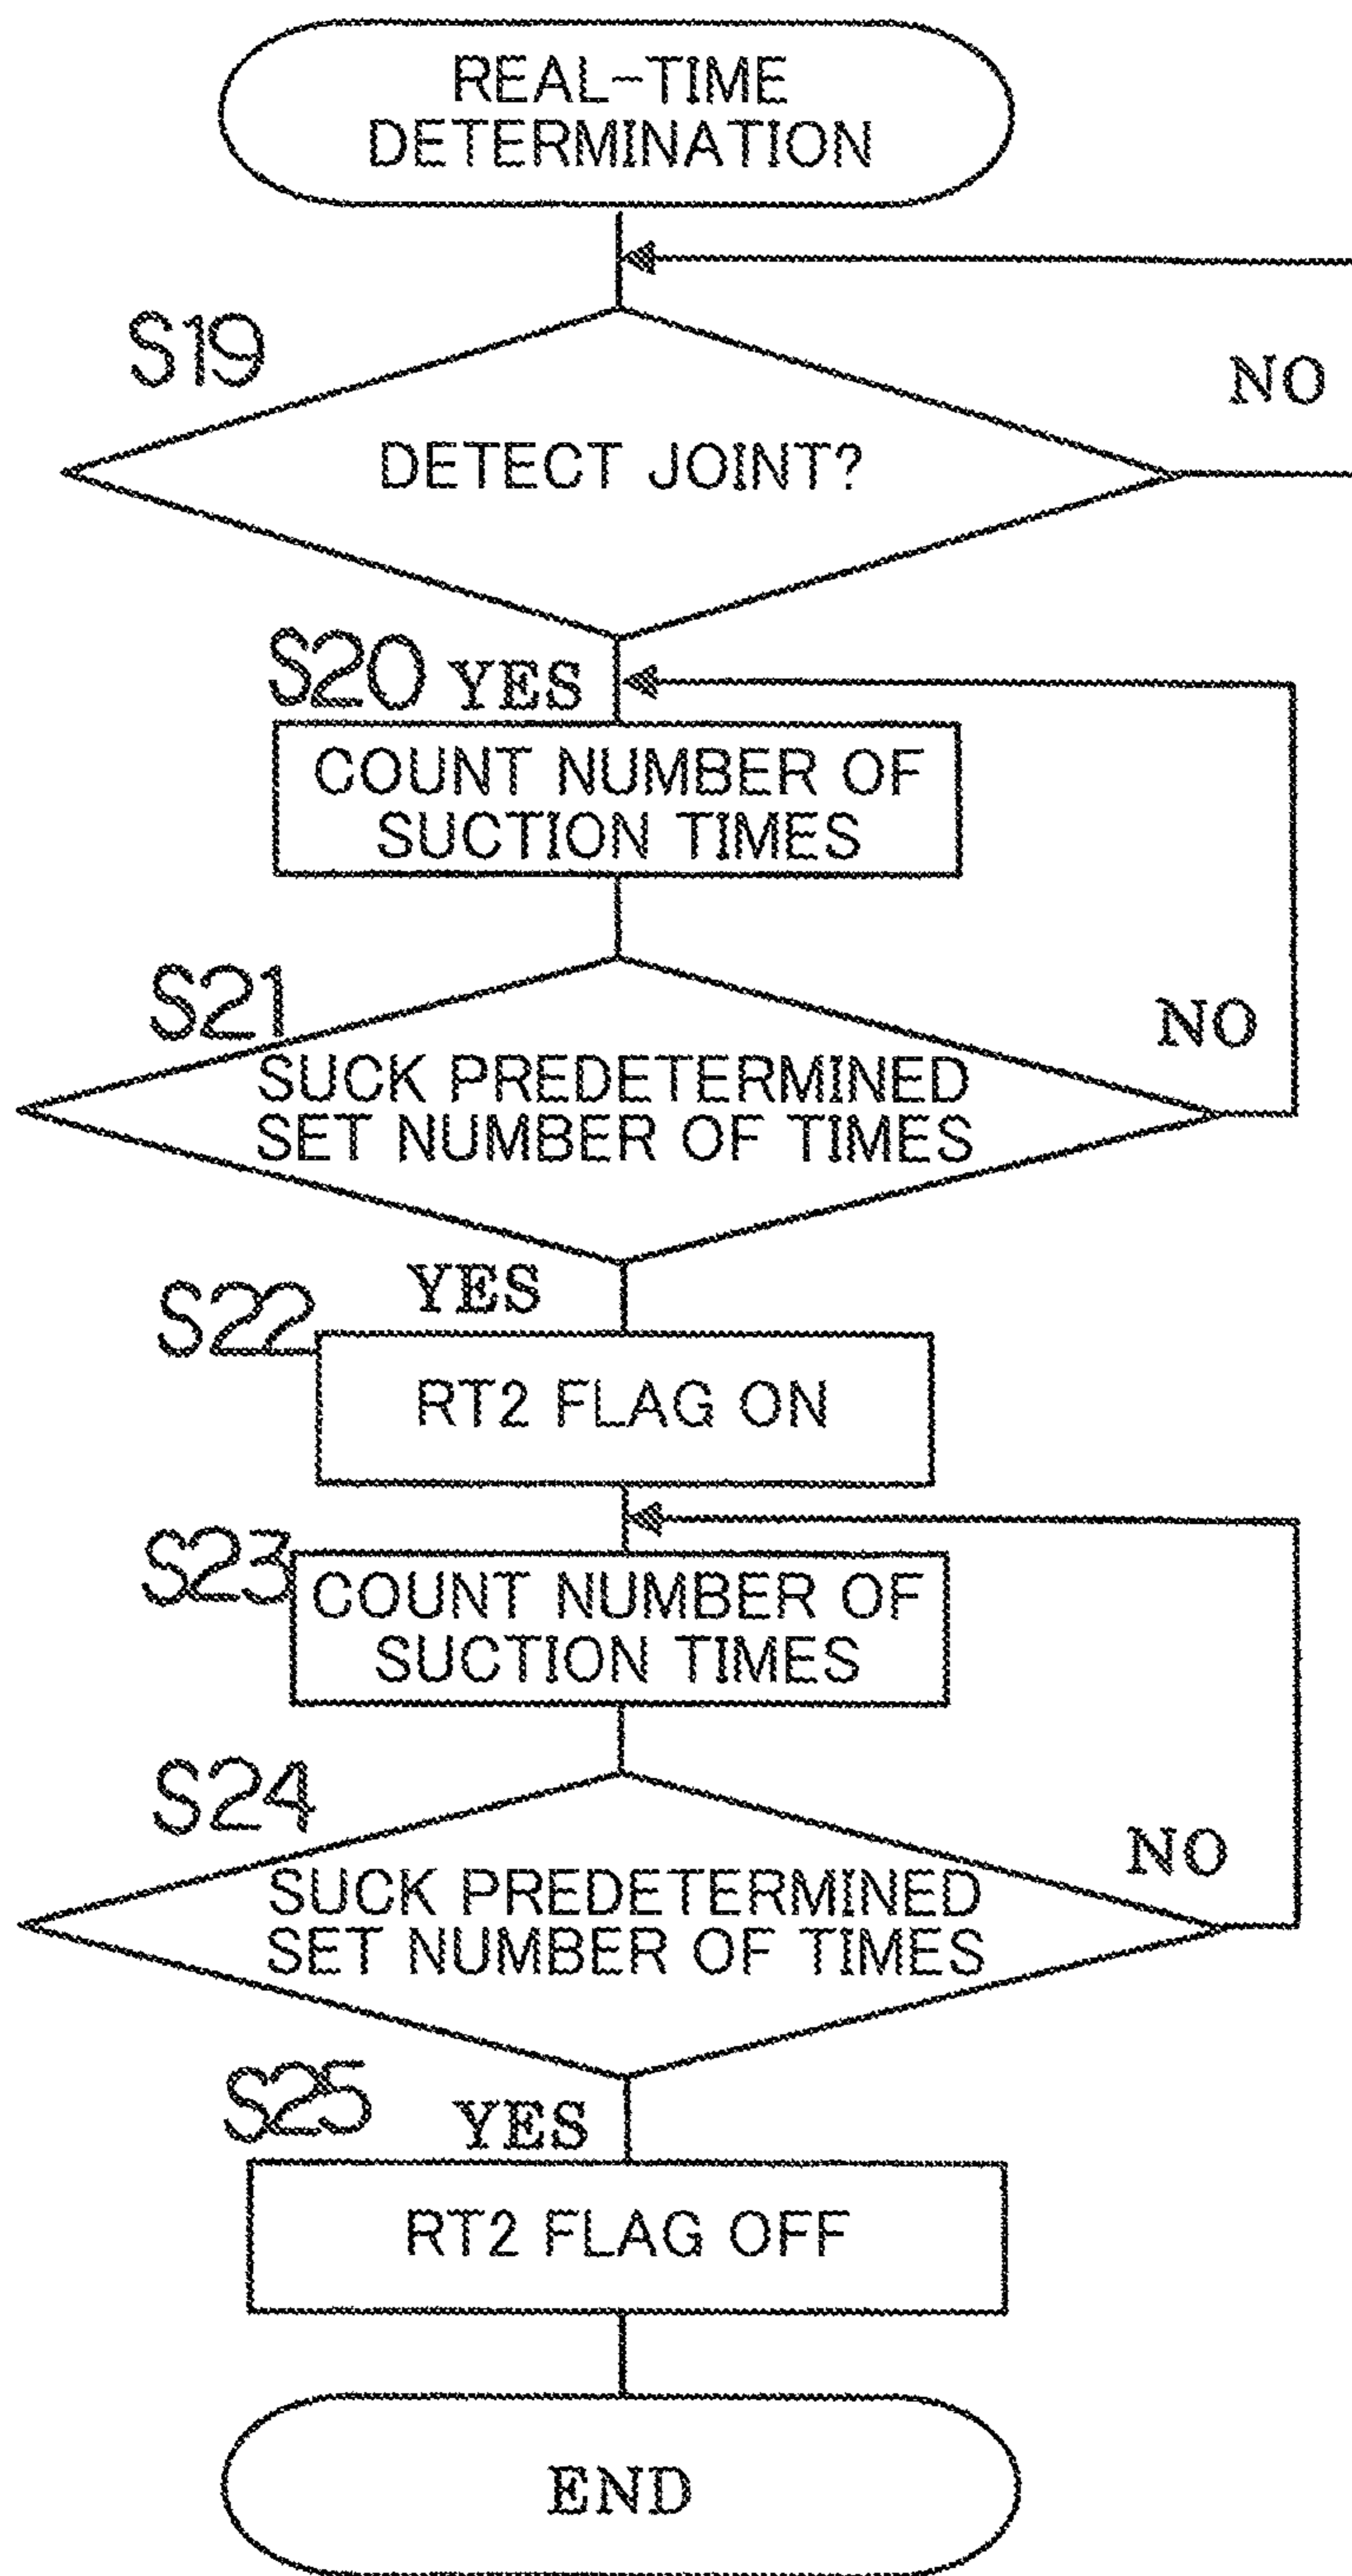 REAL-TIME
DETERMINATION
S19
NO
DETECT JOINT?
S20 YES
COUNT NUMBER OF
SUCTION TIMES
S21
NO
SUCK PREDETERMINED
SET NUMBER OF TIMES
YES
S22
RT2 FLAG ON
S23
COUNT NUMBER OF
SUCTION TIMES
S24
NO
SUCK PREDETERMINED
SET NUMBER OF TIMES
S25
YES
RT2 FLAG OFF
END